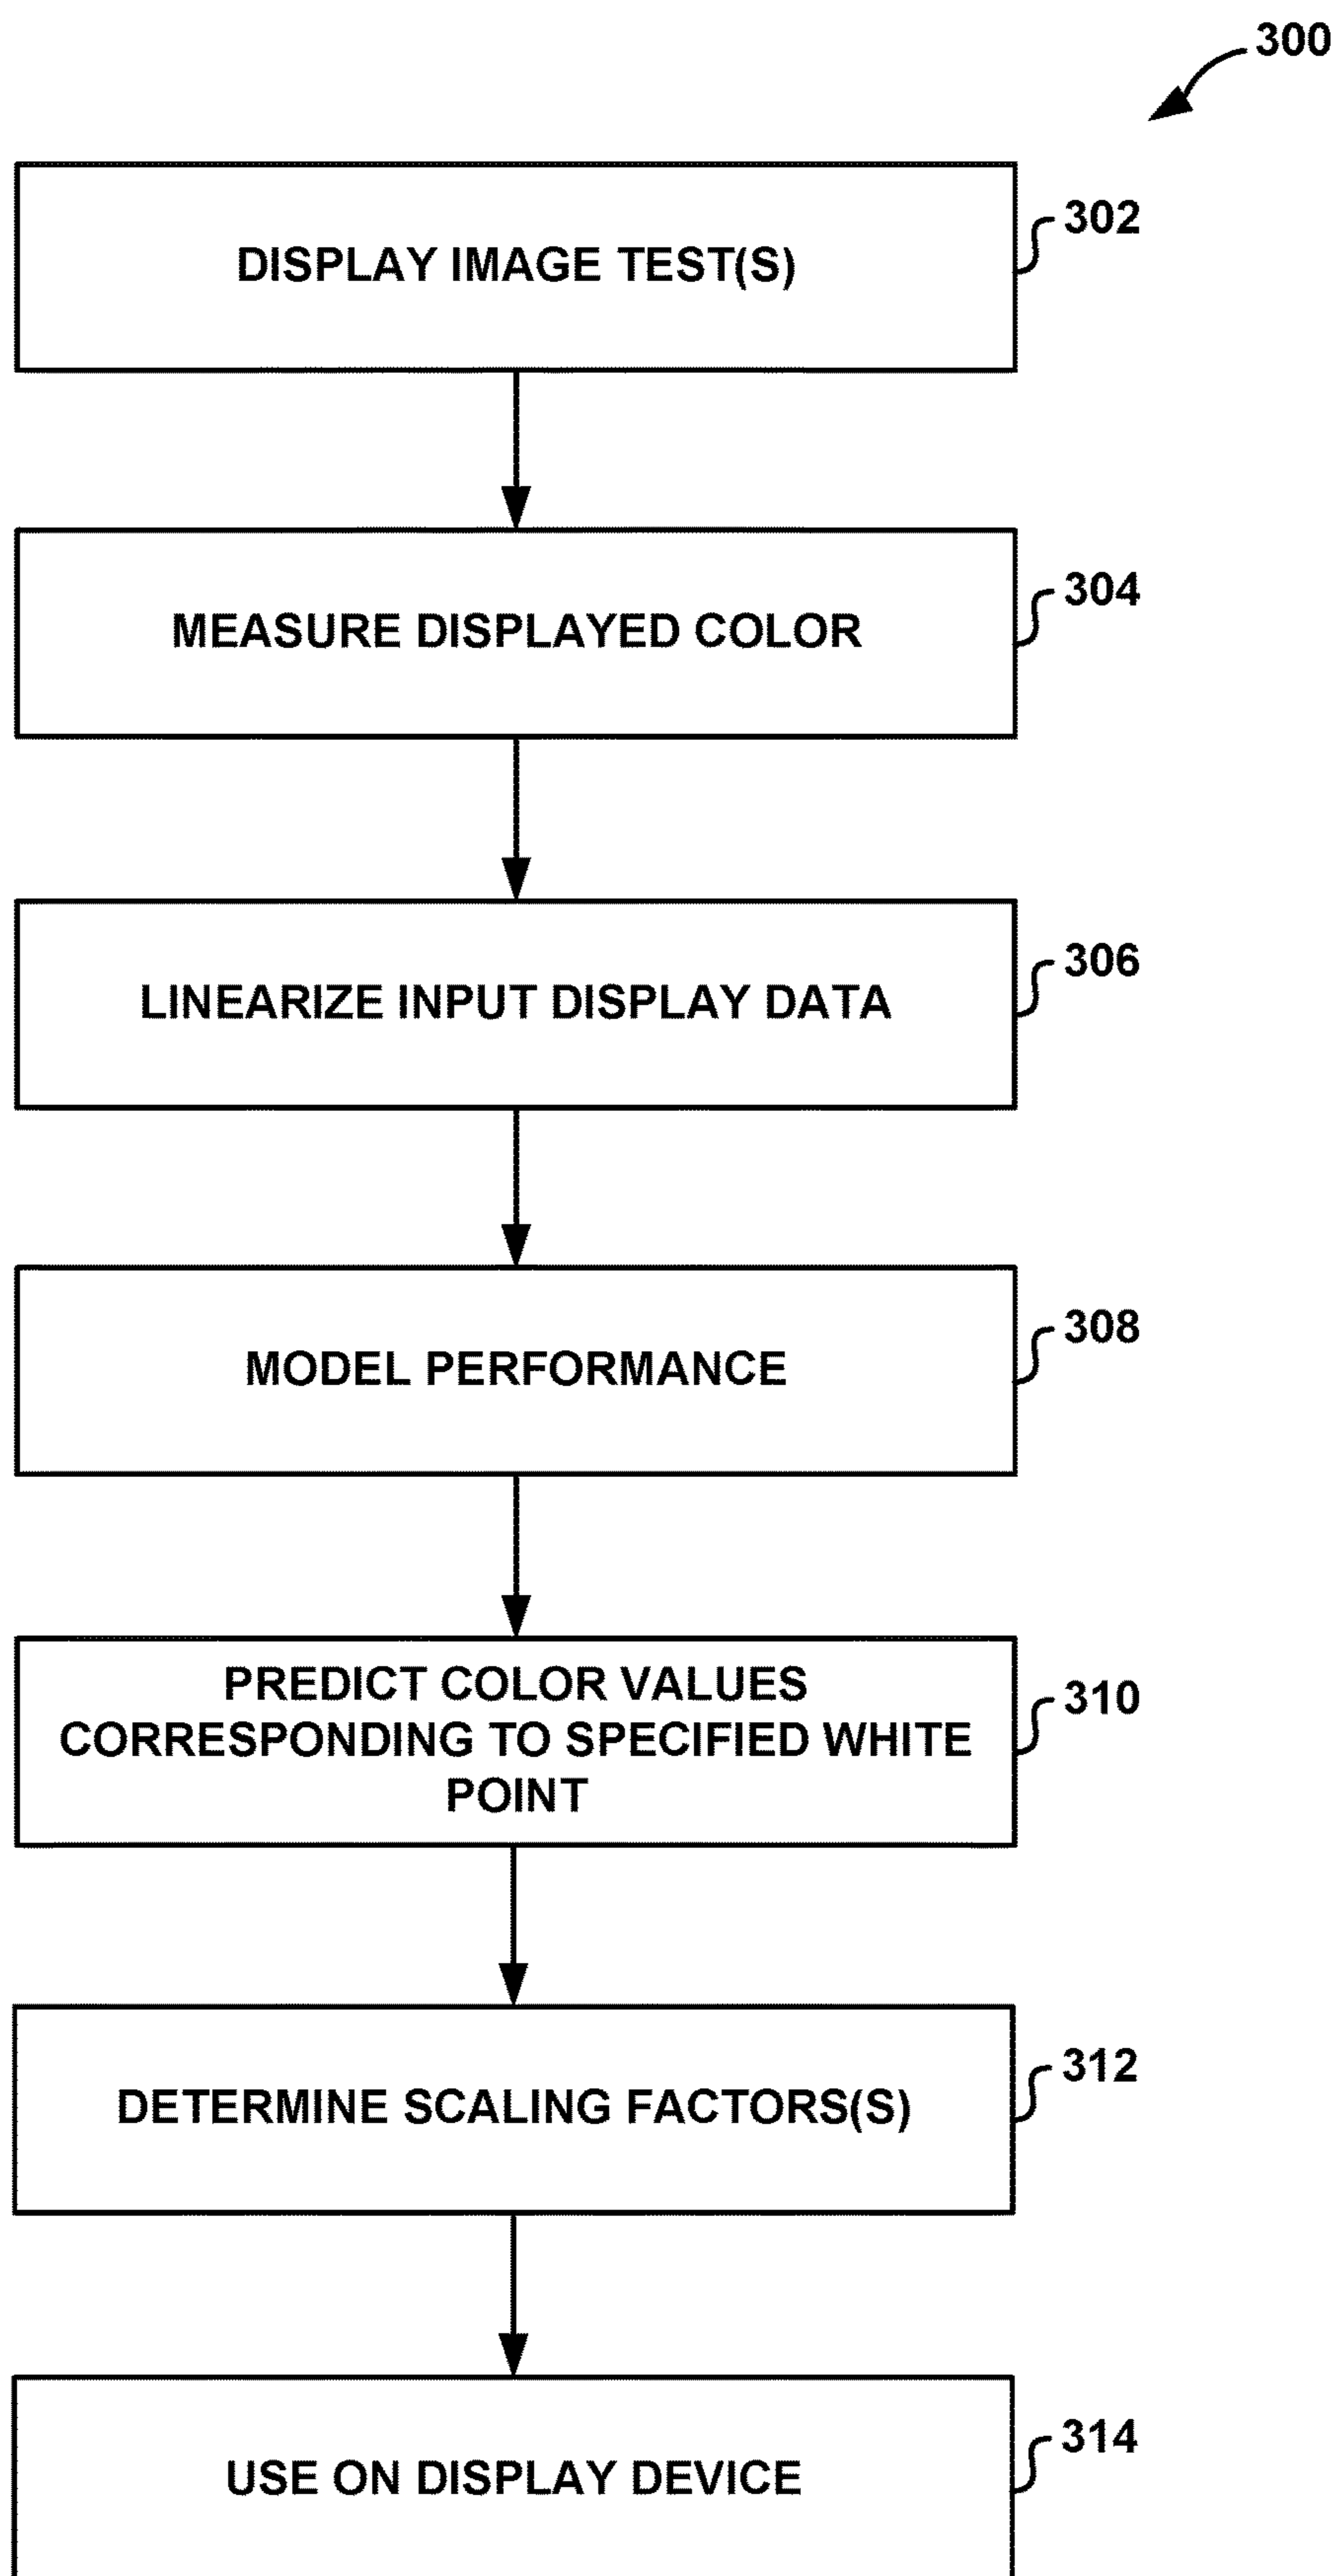 300
DISPLAY IMAGE TEST(S)
302
MEASURE DISPLAYED COLOR
304
LINEARIZE INPUT DISPLAY DATA
306
MODEL PERFORMANCE
308
PREDICT COLOR VALUES
CORRESPONDING TO SPECIFIED WHITE
POINT
310
DETERMINE SCALING FACTORS(S)
312
USE ON DISPLAY DEVICE
314